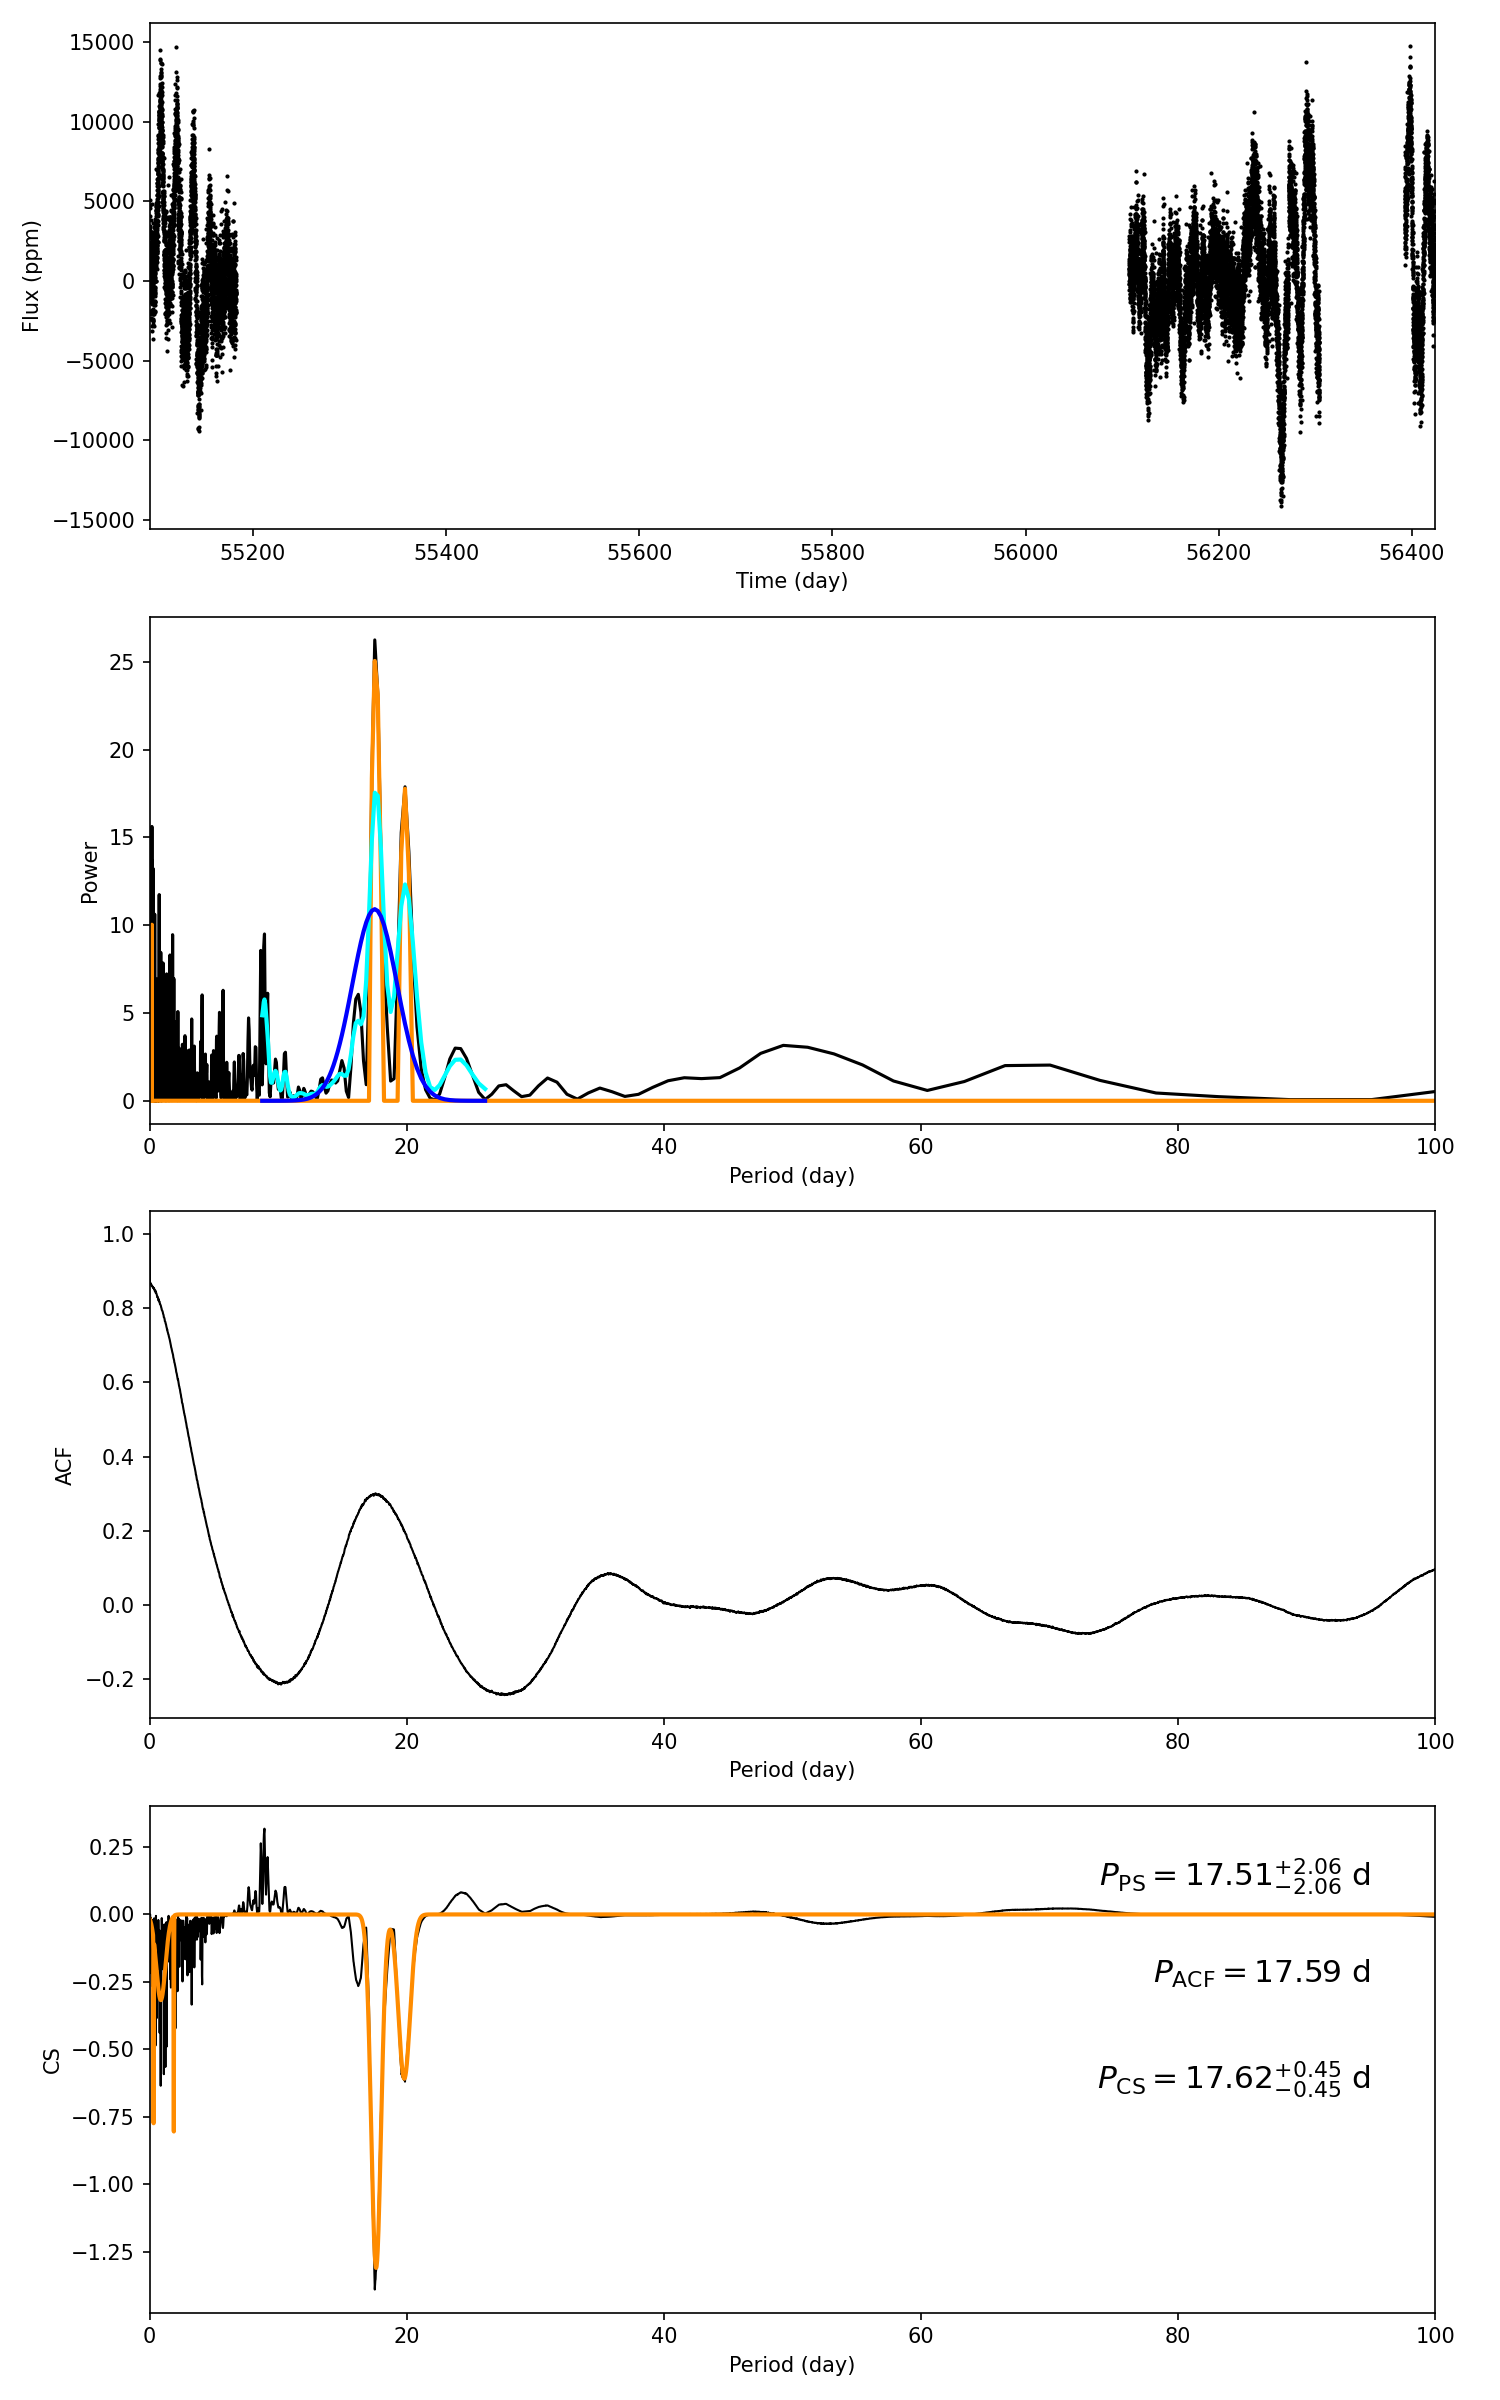 15000
10000
5000
0
−5000
−10000
−15000
Flux (ppm)
55200 55400 55600 55800 56000 56200 56400
Time (day)
25
20
15
10
5
0
Power
0 20 40 60 80 100
Period (day)
1.0
0.8
0.6
0.4
0.2
0.0
−0.2
ACF
0 20 40 60 80 100
Period (day)
0.25
0.00
−0.25
−0.50
−0.75
−1.00
−1.25
CS
P_PS = 17.51^{+2.06}_{−2.06} d
P_ACF = 17.59 d
P_CS = 17.62^{+0.45}_{−0.45} d
0 20 40 60 80 100
Period (day)